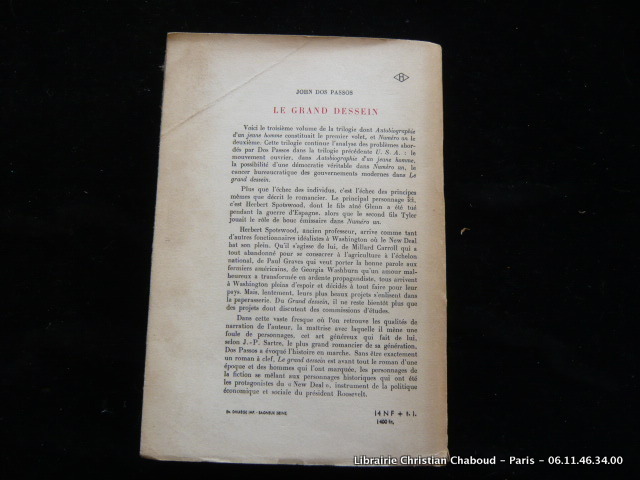 R
JOHN DOS PASSOS
LE GRAND DESSEIN
Voici le troisième volume de la trilogie dont Autobiographie
d'un jeune homme constituait le premier volet, et Numéro un le
deuxième. Cette trilogie continue l'analyse des problèmes abor-
dés par Dos Passos dans la trilogie précédente U. S. A. : le
mouvement ouvrier, dans Autobiographie d'un jeune homme,
la possibilité d'une démocratie véritable dans Numéro un, le
cancer bureaucratique des gouvernements modernes dans Le
grand dessein.
Plus que l'échec des individus, c'est l'échec des principes
mêmes que décrit le romancier. Le principal personnage ici,
c'est Herbert Spotswood, dont le fils aîné Glenn a été tué
pendant la guerre d'Espagne, alors que le second fils Tyler
jouait le rôle de bouc émissaire dans Numéro un.
Herbert Spotswood, ancien professeur, arrive comme tant
d'autres fonctionnaires idéalistes à Washington où le New Deal
bat son plein. Qu'il s'agisse de lui, de Millard Carroll qui a
tout abandonné pour se consacrer à l'agriculture à l'échelon
national, de Paul Graves qui veut porter la bonne parole aux
fermiers américains, de Georgia Washburn qu'un amour mal-
heureux a transformée en ardente propagandiste, tous arrivent
à Washington pleins d'espoir et décidés à tout faire pour leur
pays. Mais, lentement, leurs plus beaux projets s'enlisent dans
la paperasserie. Du Grand dessein, il ne reste bientôt plus que
des projets dont discutent des commissions d'études.
Dans cette vaste fresque où l'on retrouve les qualités de
narration de l'auteur, la maîtrise avec laquelle il mène une
foule de personnages, cet art généreux qui fait de lui,
selon J.-P. Sartre, le plus grand romancier de sa génération,
Dos Passos a évoqué l'histoire en marche. Sans être exactement
un roman à clef, Le grand dessein est avant tout le roman d'une
époque et des hommes qui l'ont marquée, les personnages de
la fiction se mêlant aux personnages historiques qui ont été
les protagonistes du « New Deal », instrument de la politique
économique et sociale du président Roosevelt.
IMP. - BAGNEUX SEINE
14 N F + t. l.
1400 fr.
Librairie Christian Chaboud - Paris - 06.11.46.34.00